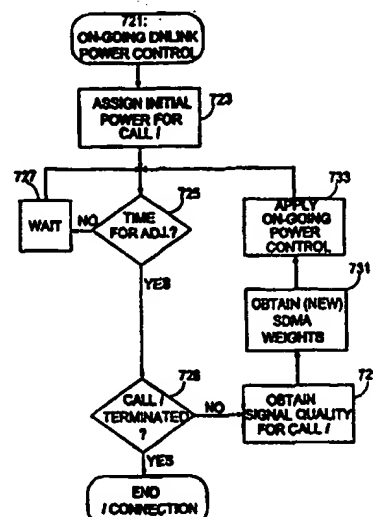 721:
ON-GOING DNLINK
POWER CONTROL
ASSIGN INITIAL
POWER FOR
CALL i
723
727
WAIT
NO
TIME
FOR ADJ.?
725
YES
733
APPLY
ON-GOING
POWER
CONTROL
731
OBTAIN (NEW)
SDMA
WEIGHTS
CALL i
TERMINATED
?
728
NO
72
OBTAIN
SIGNAL QUALITY
FOR CALL i
YES
END
i CONNECTION